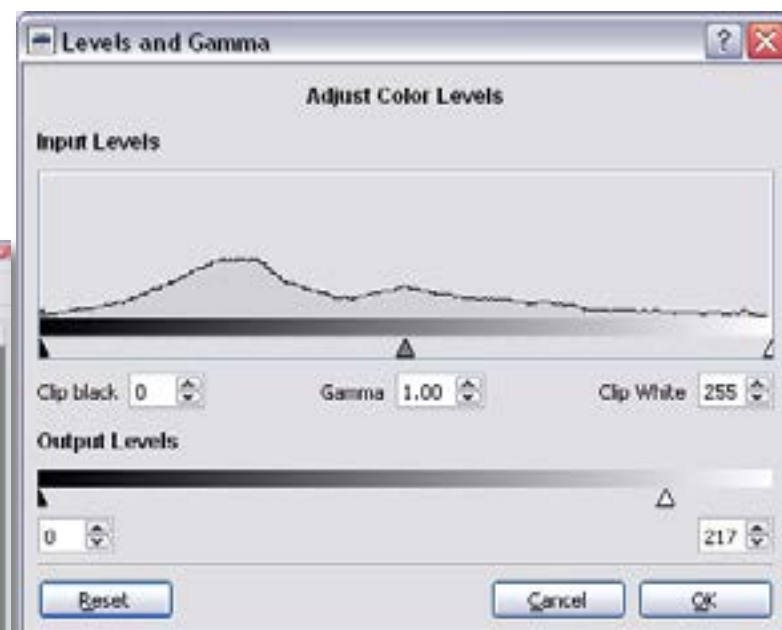 Levels and Gamma
Adjust Color Levels
Input Levels
Clip black 0 Gamma 1.00 Clip White 255
Output Levels
0 217
Reset Cancel OK